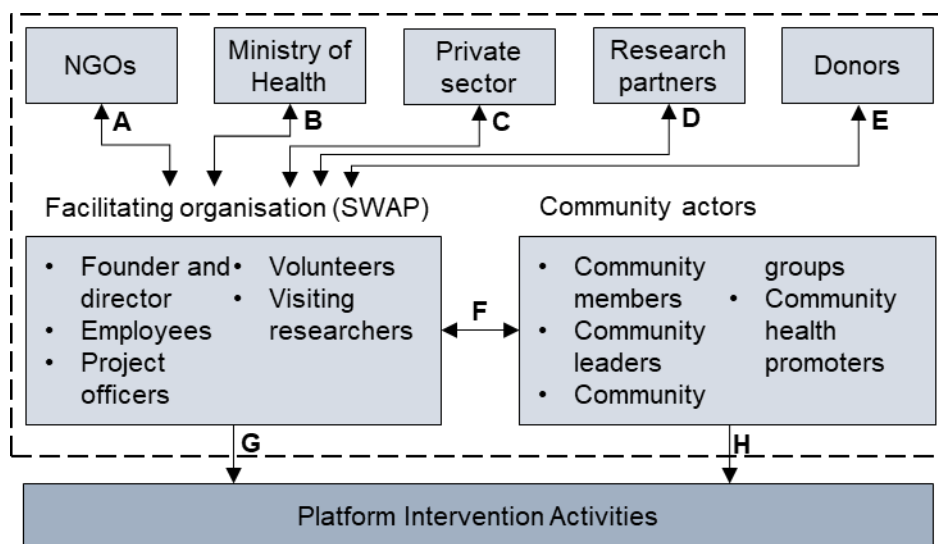 NGOs
Ministry of
Health
Private
sector
Research
partners
Donors
A
B
C
D
E
Facilitating organisation (SWAP)
Community actors
• Founder and
director
• Employees
• Project
officers
• Volunteers
• Visiting
researchers
F
• Community
members
• Community
leaders
• Community
groups
• Community
health
promoters
G
H
Platform Intervention Activities